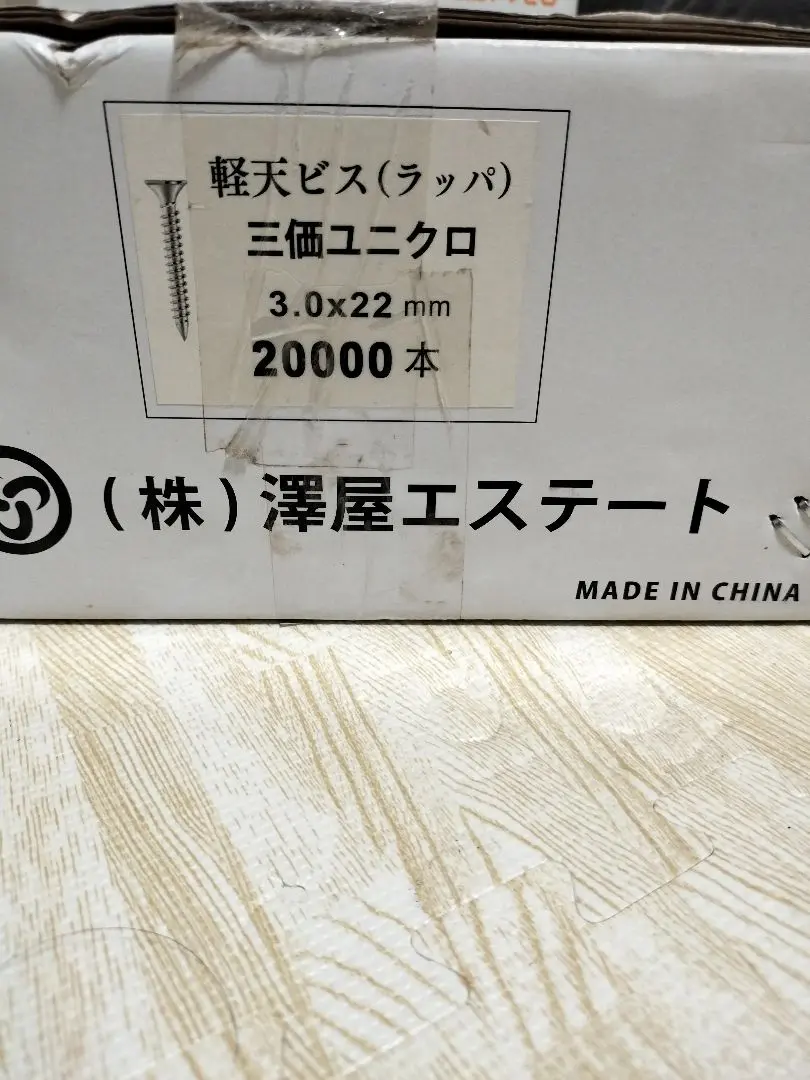 軽天ビス(ラッパ)
三価ユニクロ
3.0x22 mm
20000 本
(株)澤屋エステート
MADE IN CHINA